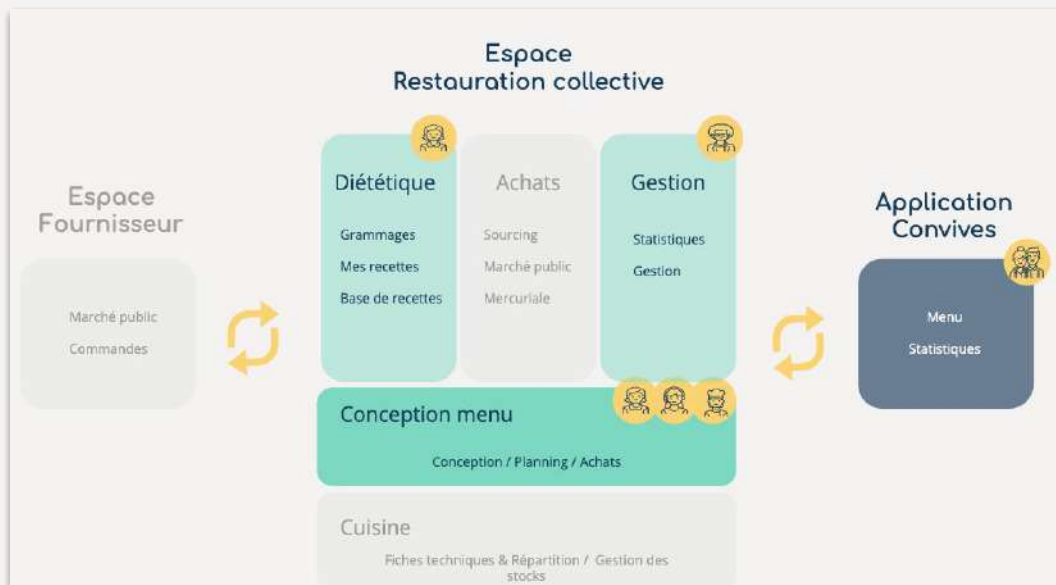 Espace
Restauration collective
Espace
Fournisseur
Marché public
Commandes
Diététique
Grammages
Mes recettes
Base de recettes
Achats
Sourcing
Marché public
Mercuriale
Gestion
Statistiques
Gestion
Application
Convives
Menu
Statistiques
Conception menu
Conception / Planning / Achats
Cuisine
Fiches techniques & Répartition / Gestion des
stocks